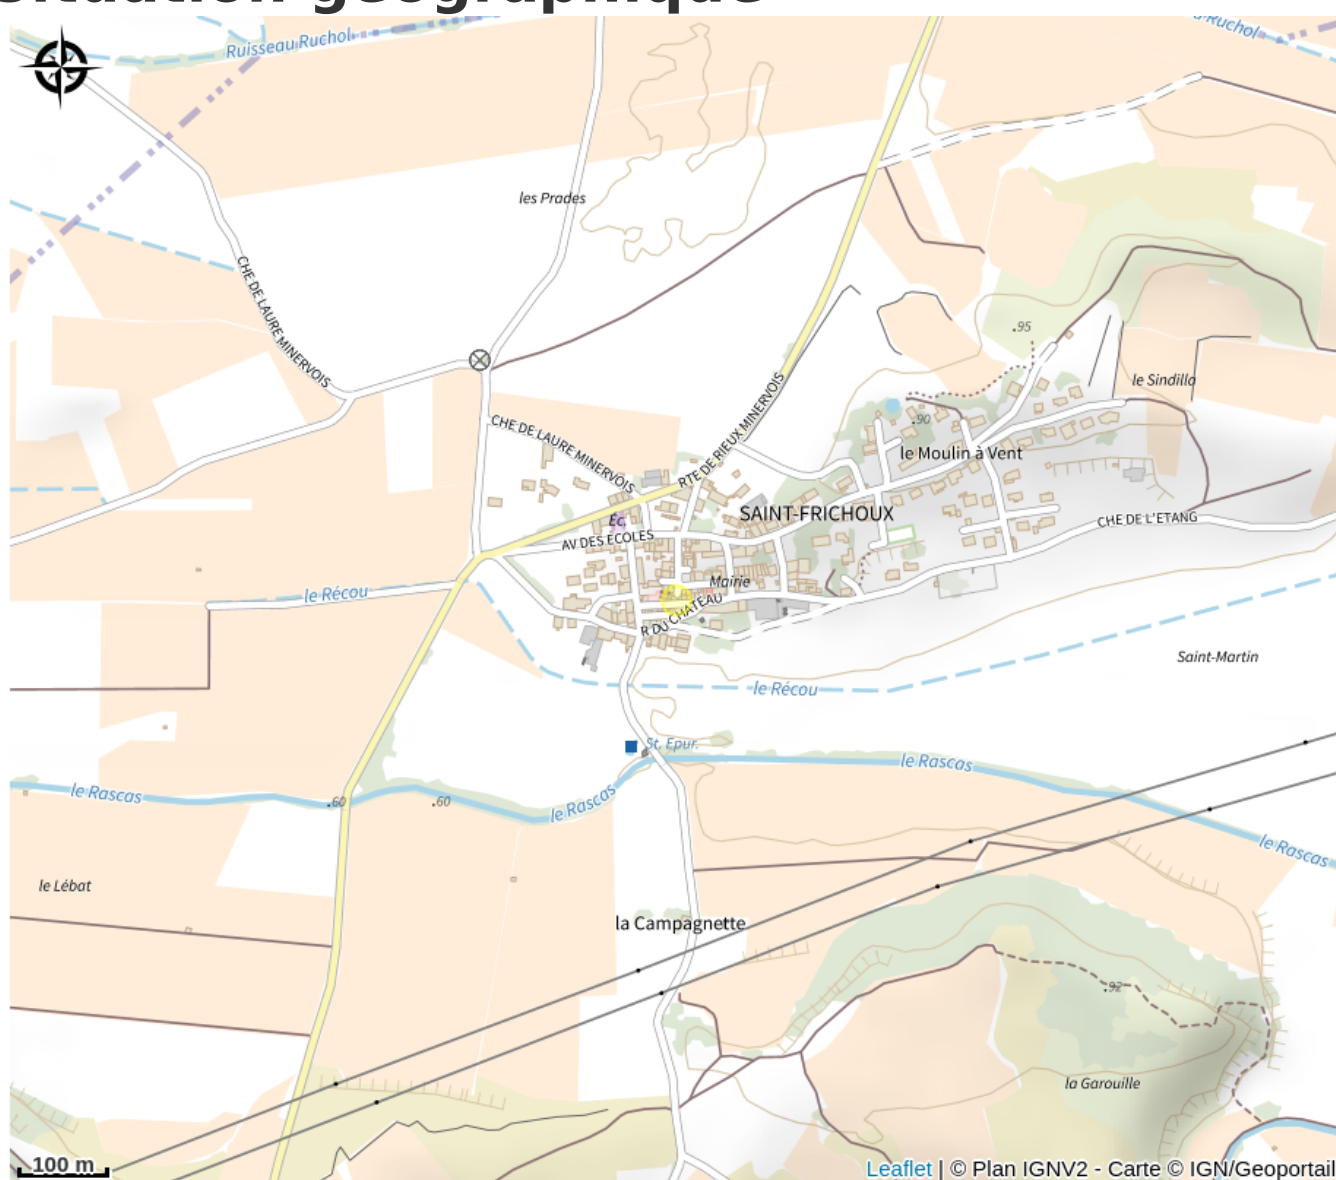 situation géographique
Ruisseau Ruchol
Ruchol
les Prades
CHE DE LAURE MINERVOIS
.95
le Sindilla
CHE DE LAURE MINERVOIS
RTE DE RIEUX MINERVOIS
.90
le Moulin à Vent
SAINT-FRICHOUX
Éc.
AV DES ECOLES
CHE DE L'ETANG
Mairie
le Récou
R DU CHATEAU
Saint-Martin
le Récou
St. Epur.
le Rascas
le Rascas
.60
.60
le Rascas
le Rascas
le Lébat
la Campagnette
.92
la Garouille
100 m
Leaflet | © Plan IGNV2 - Carte © IGN/Geoportail